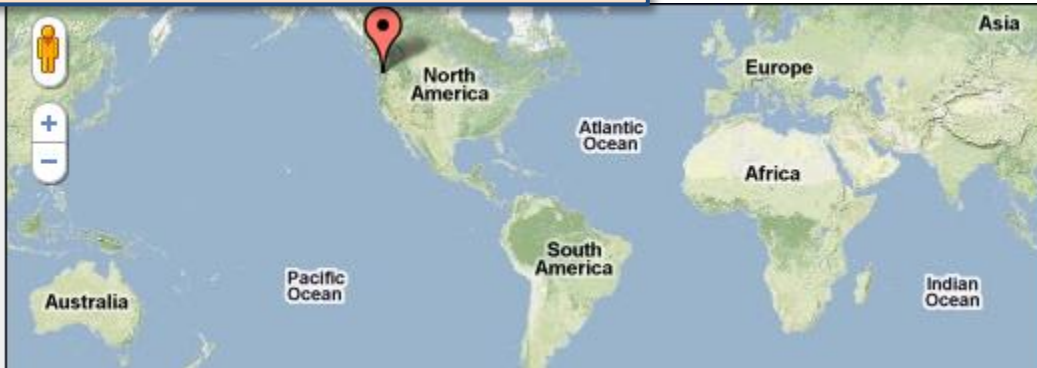 Asia
North
America
Europe
Atlantic
Ocean
Africa
South
America
Pacific
Ocean
Indian
Ocean
Australia
+
−